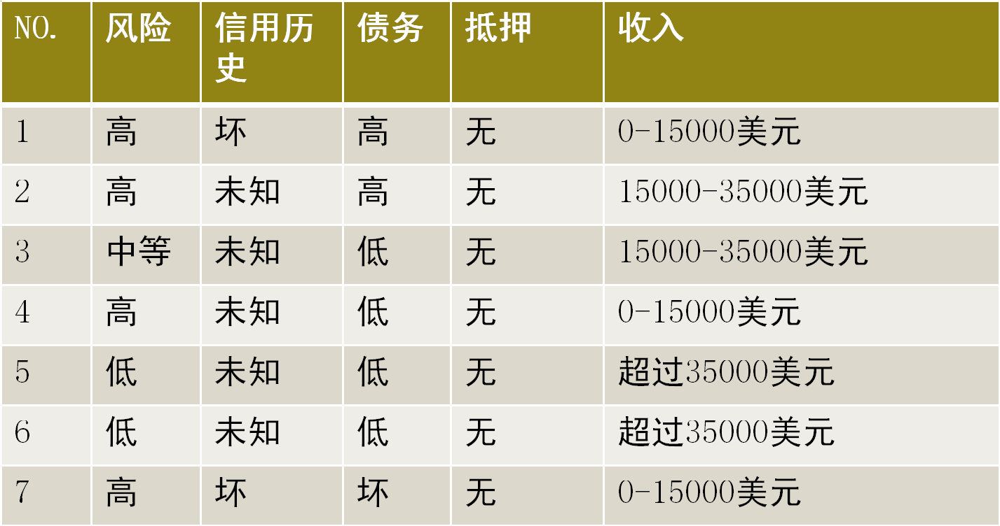 NO. 风险 信用历史 债务 抵押 收入
1 高 坏 高 无 0-15000美元
2 高 未知 高 无 15000-35000美元
3 中等 未知 低 无 15000-35000美元
4 高 未知 低 无 0-15000美元
5 低 未知 低 无 超过35000美元
6 低 未知 低 无 超过35000美元
7 高 坏 坏 无 0-15000美元